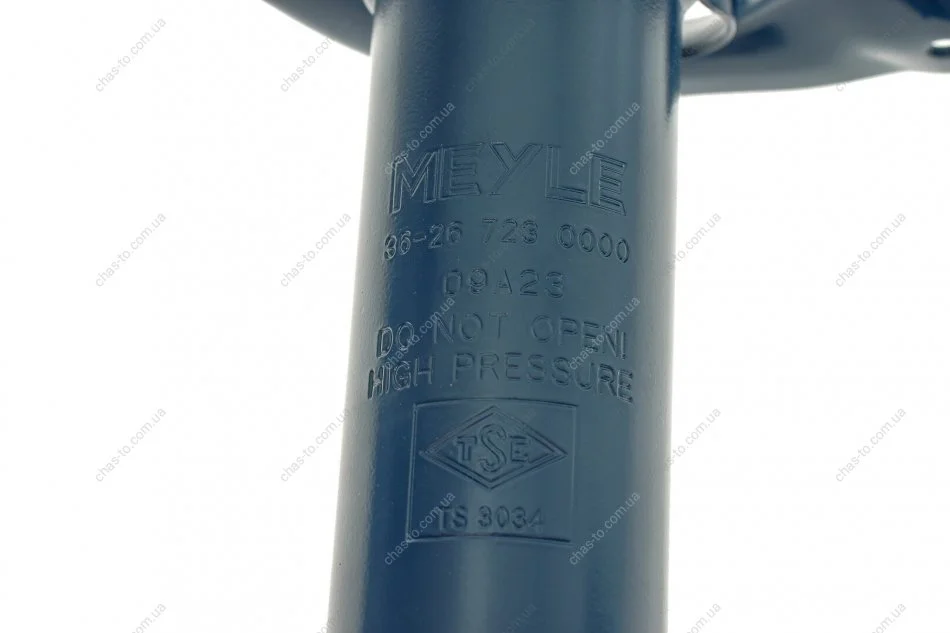 MEYLE
36-26 723 0000
09A23
DO NOT OPEN!
HIGH PRESSURE
TSE
TS 3034
chas-to.com.ua